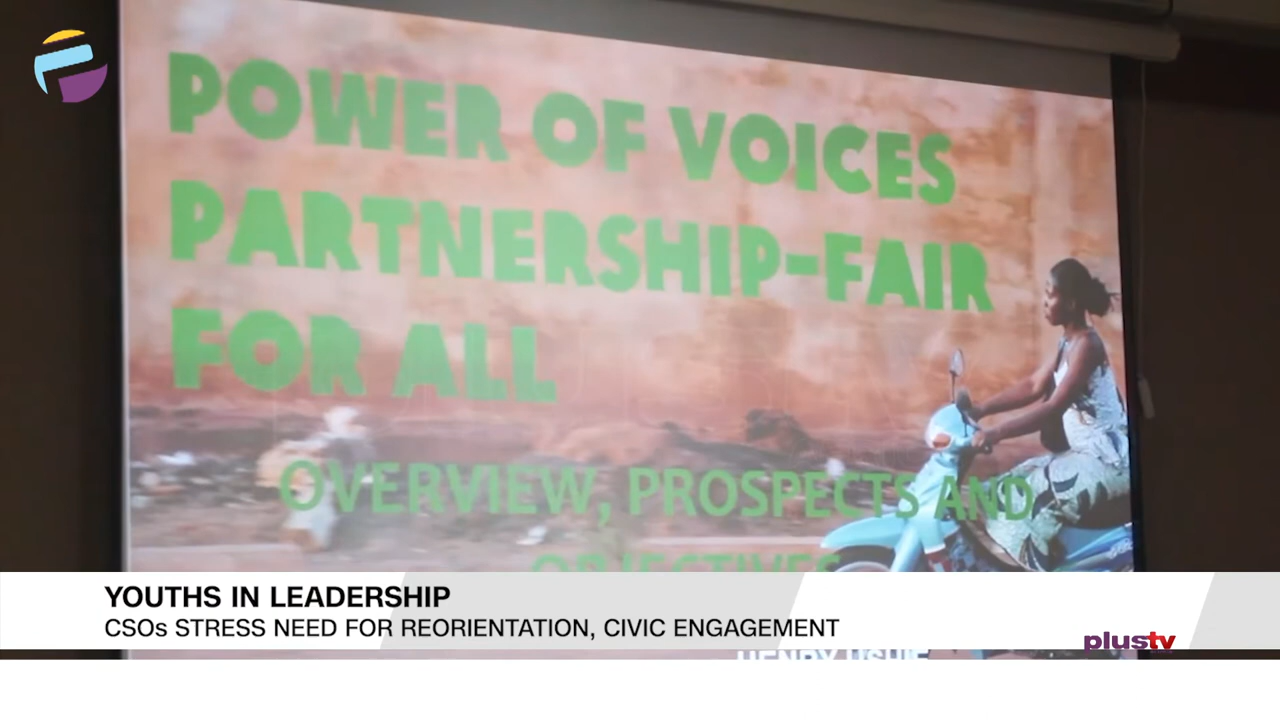 POWER OF VOICES
PARTNERSHIP-FAIR
FOR ALL
OVERVIEW, PROSPECTS AND
OBJECTIVES
YOUTHS IN LEADERSHIP
CSOs STRESS NEED FOR REORIENTATION, CIVIC ENGAGEMENT
plustv